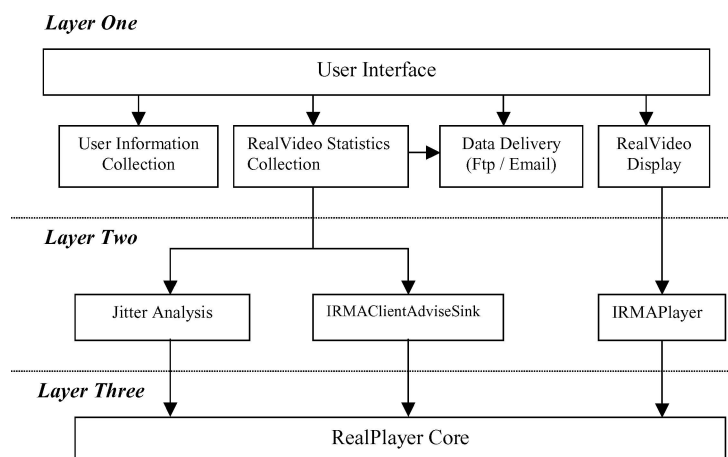 Layer One
User Interface
User Information
Collection
RealVideo Statistics
Collection
Data Delivery
(Ftp / Email)
RealVideo
Display
Layer Two
Jitter Analysis
IRMAClientAdviseSink
IRMAPlayer
Layer Three
RealPlayer Core